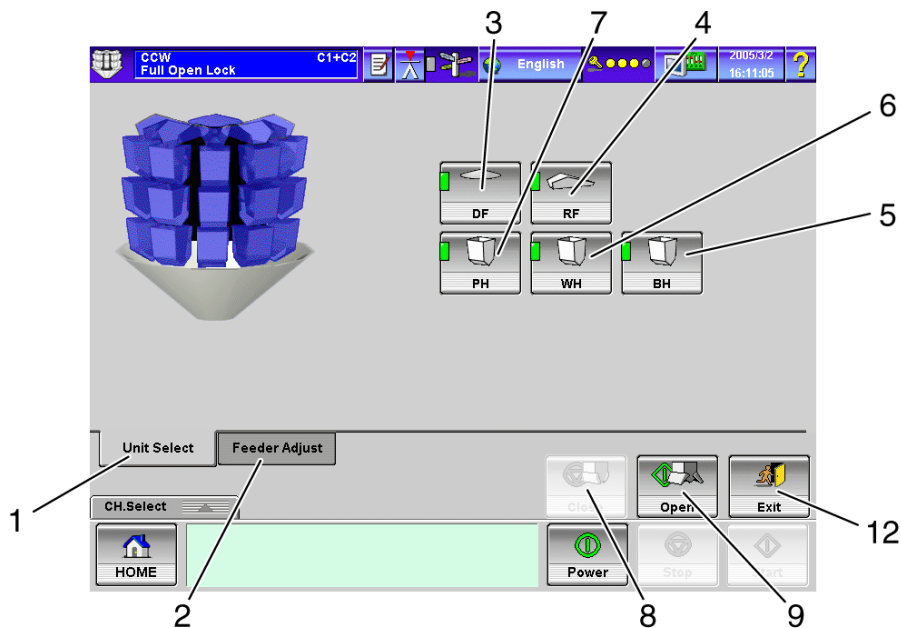 3
7
4
CCW C1+C2
Full Open Lock
English
2005/3/2
16:11:05
?
6
5
DF
RF
PH
WH
BH
Unit Select
Feeder Adjust
CH.Select
Close
Open
Exit
1
12
HOME
Power
Stop
Start
2
8
9